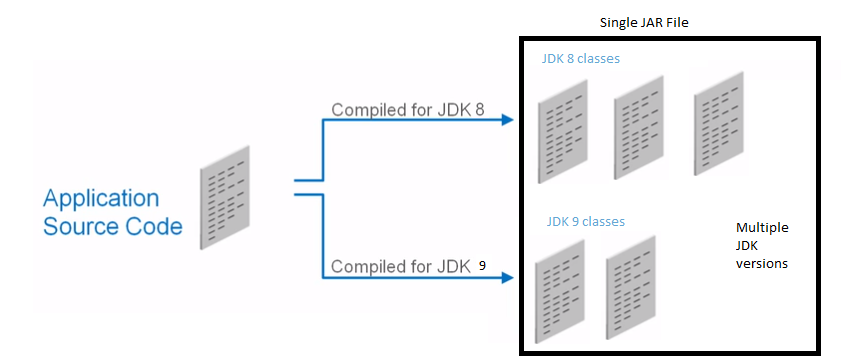 Single JAR File
JDK 8 classes
Compiled for JDK 8
Application
Source Code
JDK 9 classes
Multiple
JDK
versions
Compiled for JDK 9